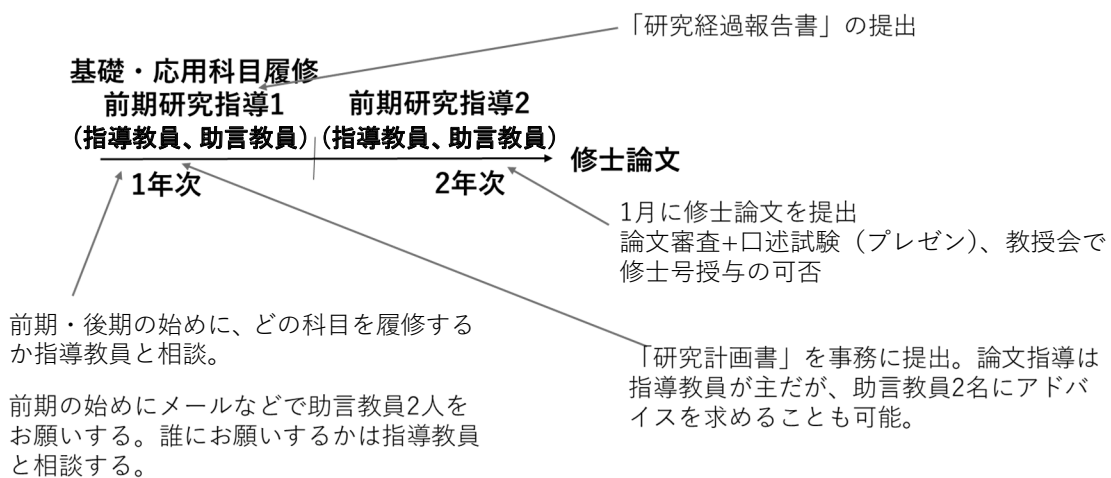 「研究経過報告書」の提出
基礎・応用科目履修
前期研究指導1
前期研究指導2
（指導教員、助言教員）
（指導教員、助言教員）
修士論文
1年次
2年次
1月に修士論文を提出
論文審査+口述試験（プレゼン）、教授会で
修士号授与の可否
前期・後期の始めに、どの科目を履修する
か指導教員と相談。
「研究計画書」を事務に提出。論文指導は
指導教員が主だが、助言教員2名にアドバ
イスを求めることも可能。
前期の始めにメールなどで助言教員2人を
お願いする。誰にお願いするかは指導教員
と相談する。